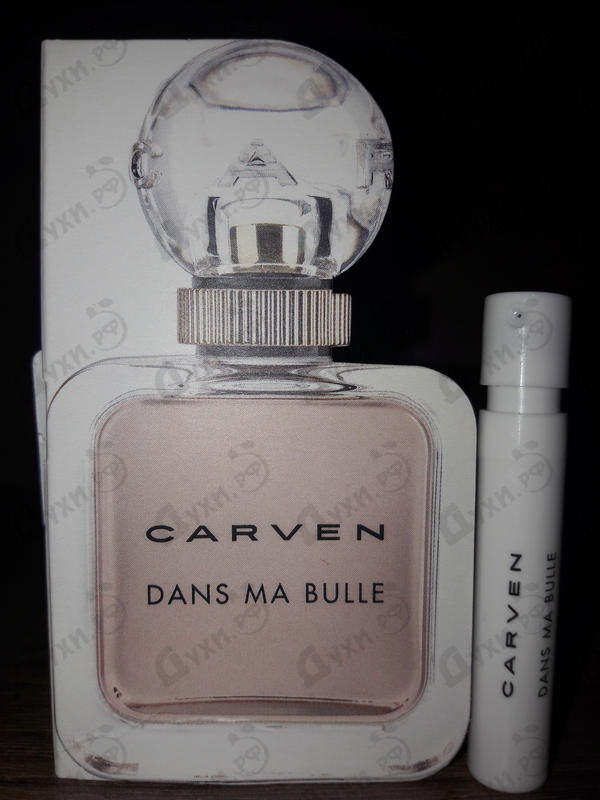 C A R
CARVEN
DANS MA BULLE
CARVEN
DANS MA BULLE
Духи.рф